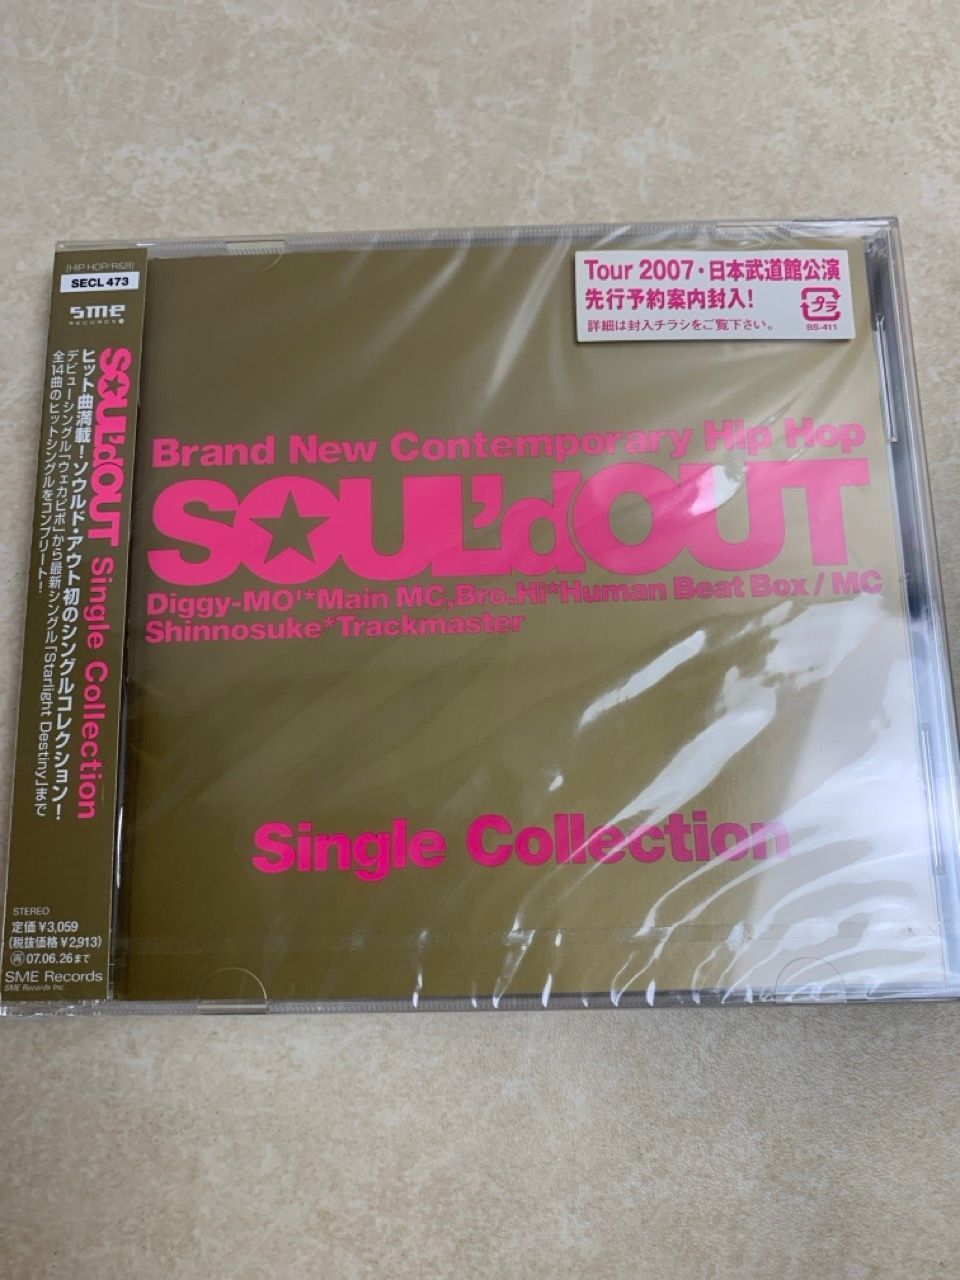 [HIP HOP/R&B]
SECL 473
sme
RECORDS
SOUL'dOUT Single Collection
ヒット曲満載！ソウルド・アウト初のシングルコレクション！
デビューシングル「ウェカピポ」から最新シングル「Starlight Destiny」まで
全14曲のヒットシングルをコンプリート！
STEREO
定価¥3,059
(税抜価格¥2,913)
再07.06.26まで
SME Records
SME Records Inc.
Tour 2007・日本武道館公演
先行予約案内封入！
詳細は封入チラシをご覧下さい。
プラ
BS-411
Brand New Contemporary Hip Hop
SOUL'dOUT
Diggy-MO'*Main MC,Bro.Hi*Human Beat Box / MC
Shinnosuke*Trackmaster
Single Collection